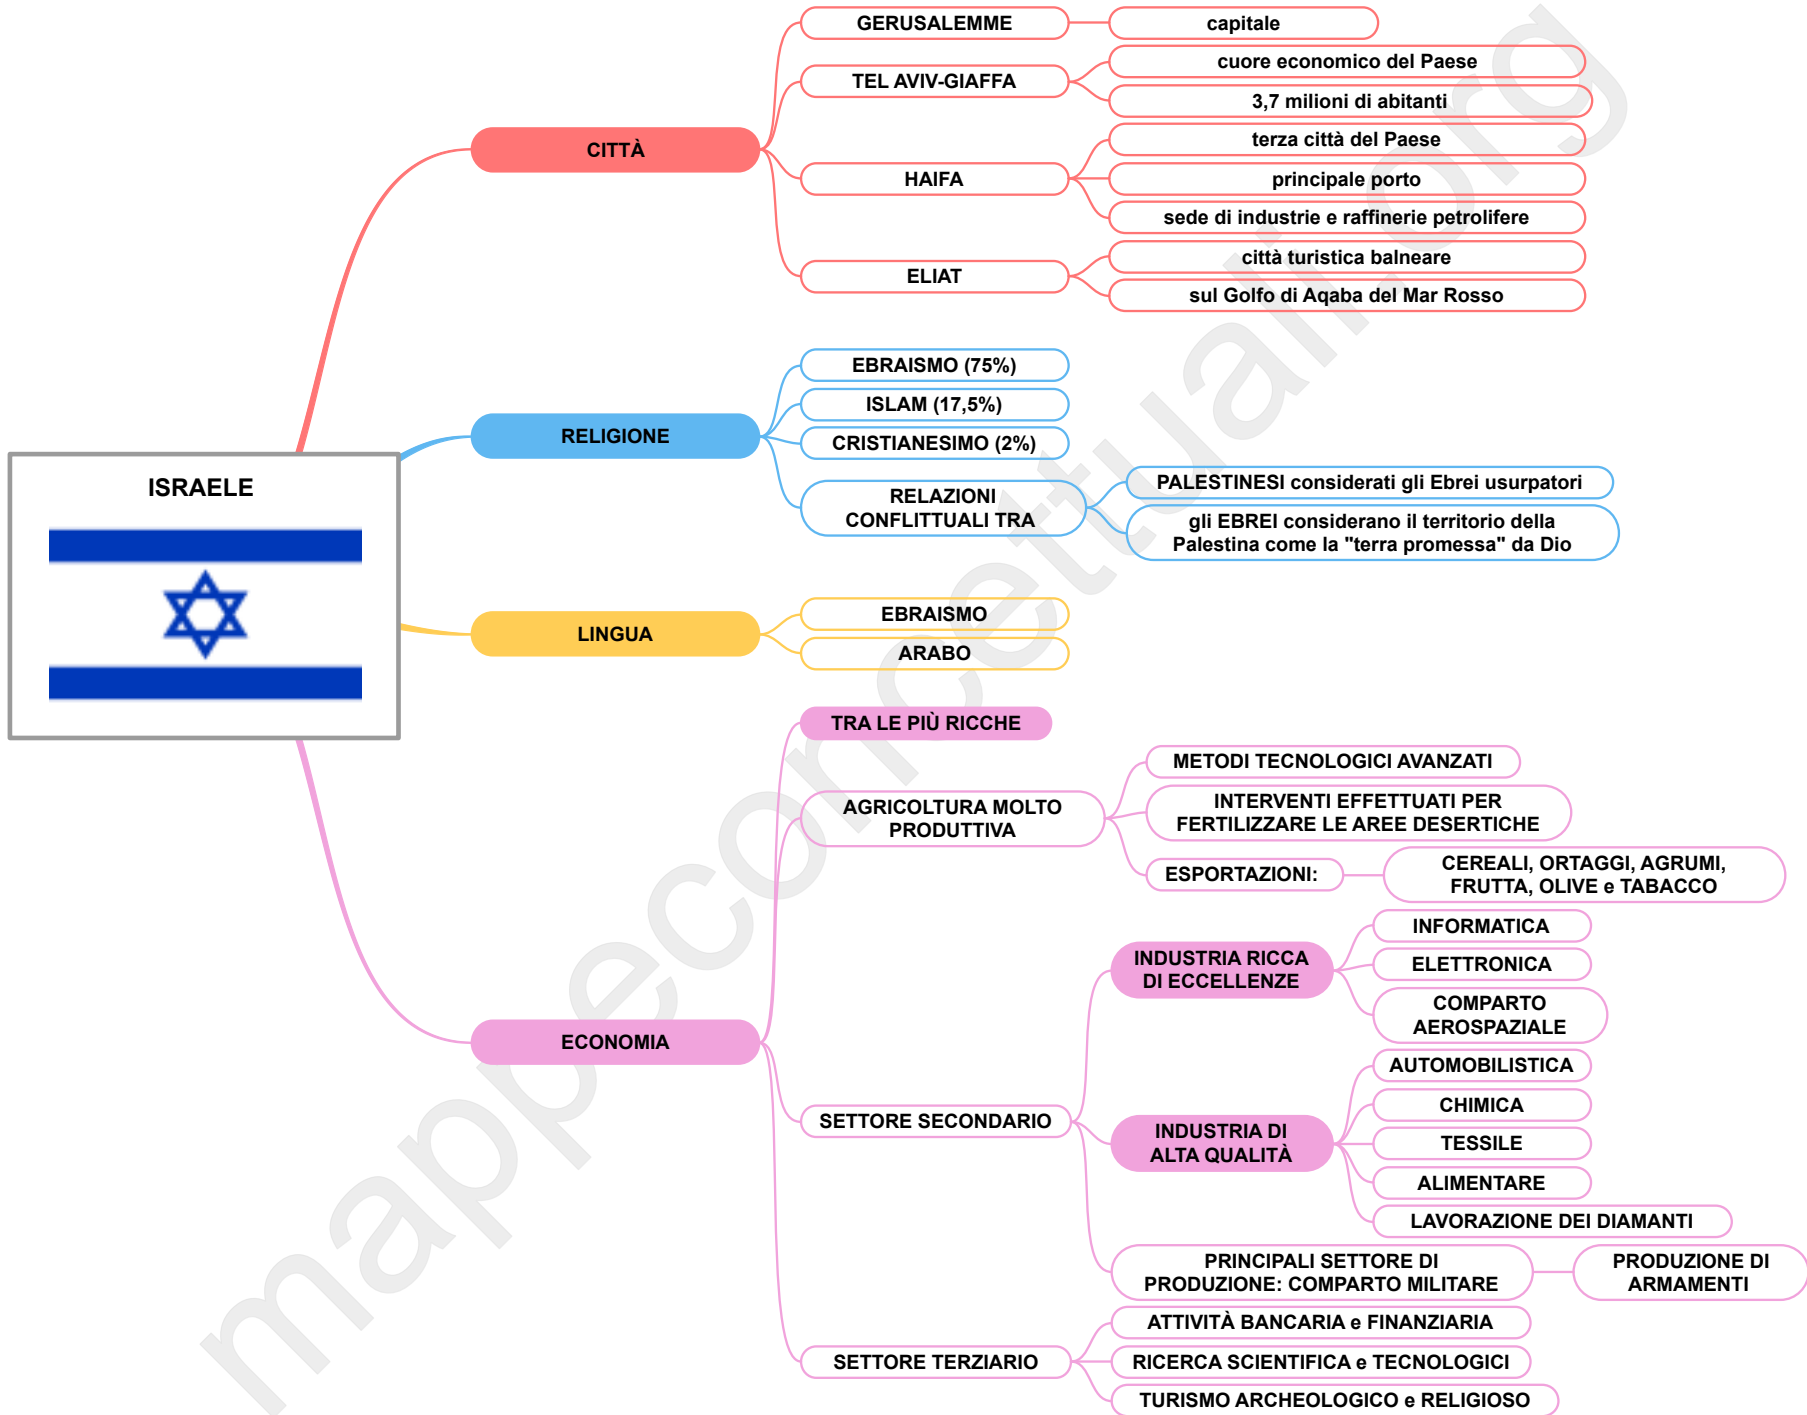 ISRAELE
CITTÀ
GERUSALEMME
capitale
TEL AVIV-GIAFFA
cuore economico del Paese
3,7 milioni di abitanti
HAIFA
terza città del Paese
principale porto
sede di industrie e raffinerie petrolifere
ELIAT
città turistica balneare
sul Golfo di Aqaba del Mar Rosso
RELIGIONE
EBRAISMO (75%)
ISLAM (17,5%)
CRISTIANESIMO (2%)
RELAZIONI
CONFLITTUALI TRA
PALESTINESI considerati gli Ebrei usurpatori
gli EBREI considerano il territorio della
Palestina come la "terra promessa" da Dio
LINGUA
EBRAISMO
ARABO
ECONOMIA
TRA LE PIÙ RICCHE
AGRICOLTURA MOLTO
PRODUTTIVA
METODI TECNOLOGICI AVANZATI
INTERVENTI EFFETTUATI PER
FERTILIZZARE LE AREE DESERTICHE
ESPORTAZIONI:
CEREALI, ORTAGGI, AGRUMI,
FRUTTA, OLIVE e TABACCO
SETTORE SECONDARIO
INDUSTRIA RICCA
DI ECCELLENZE
INFORMATICA
ELETTRONICA
COMPARTO
AEROSPAZIALE
INDUSTRIA DI
ALTA QUALITÀ
AUTOMOBILISTICA
CHIMICA
TESSILE
ALIMENTARE
LAVORAZIONE DEI DIAMANTI
PRINCIPALI SETTORE DI
PRODUZIONE: COMPARTO MILITARE
PRODUZIONE DI
ARMAMENTI
SETTORE TERZIARIO
ATTIVITÀ BANCARIA e FINANZIARIA
RICERCA SCIENTIFICA e TECNOLOGICI
TURISMO ARCHEOLOGICO e RELIGIOSO
mappeconcettuali.org